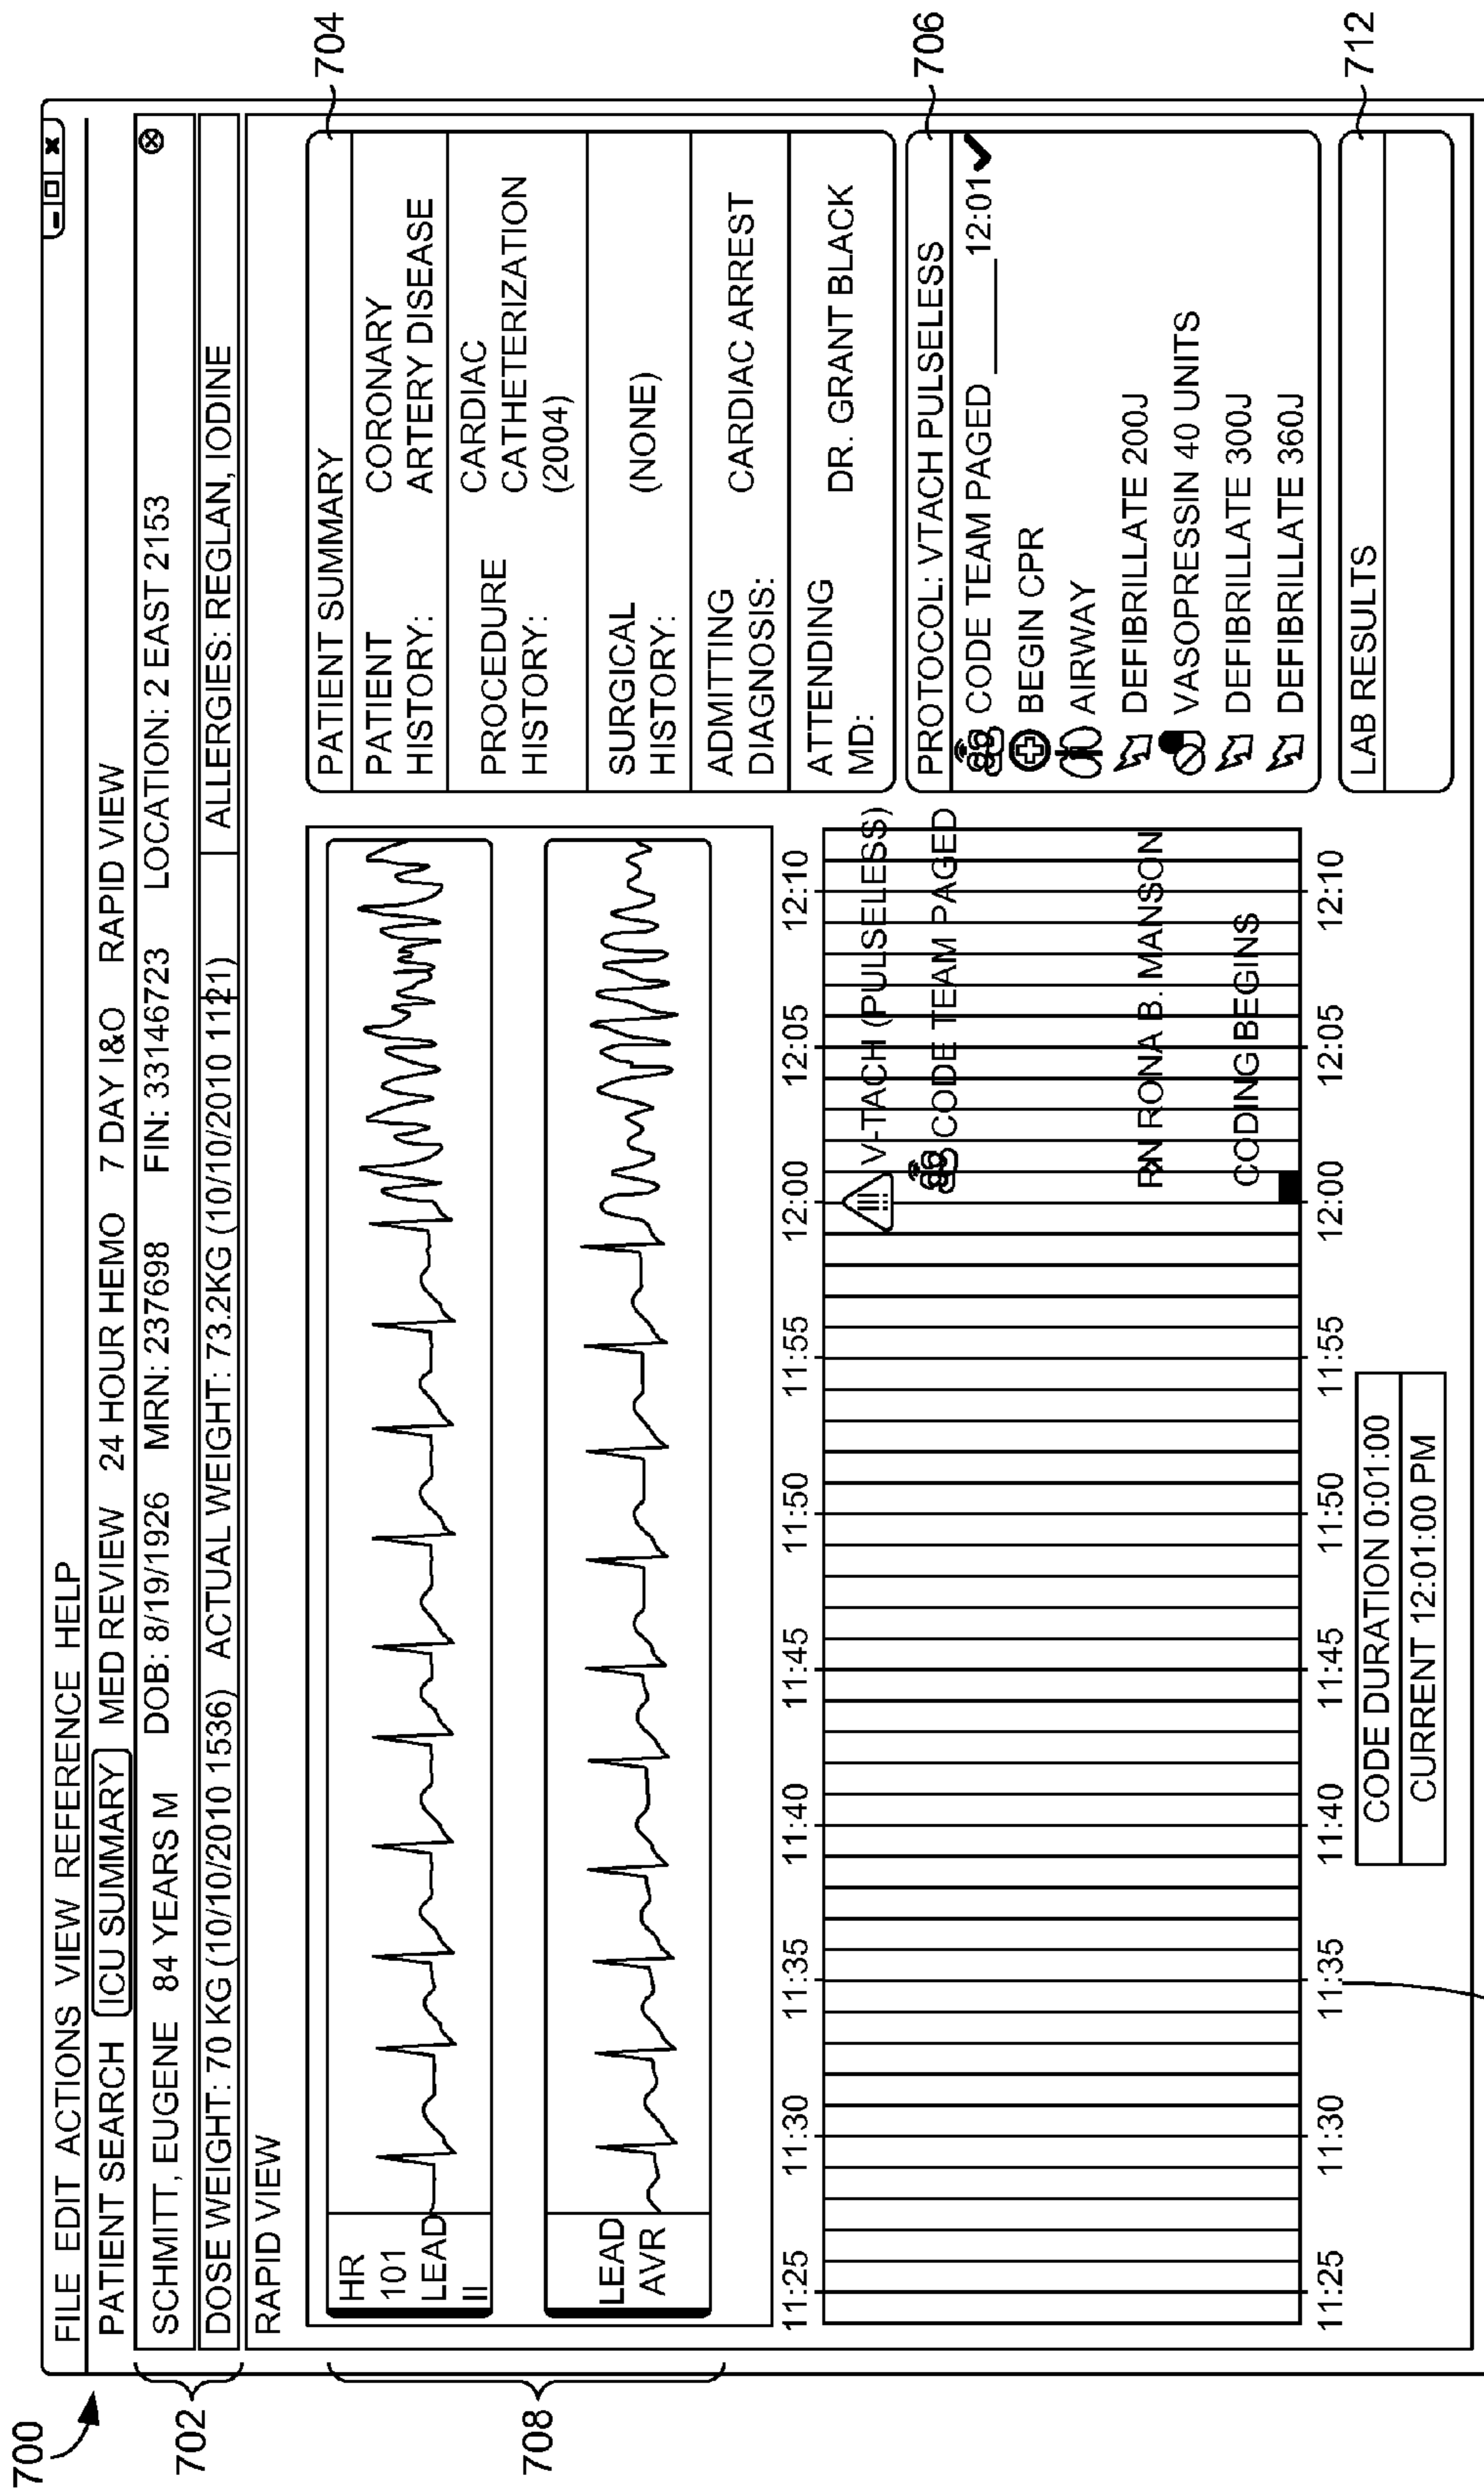 700
FILE EDIT ACTIONS VIEW REFERENCE HELP
PATIENT SEARCH ICU SUMMARY MED REVIEW 24 HOUR HEMO 7 DAY I&O RAPID VIEW
702
SCHMITT, EUGENE 84 YEARS M DOB: 8/19/1926 MRN: 237698 FIN: 33146723 LOCATION: 2 EAST 2153
DOSE WEIGHT: 70 KG (10/10/2010 1536) ACTUAL WEIGHT: 73.2KG (10/10/2010 1121) ALLERGIES: REGLAN, IODINE
RAPID VIEW
708
HR
101
LEAD
II
LEAD
AVR
704
PATIENT SUMMARY
PATIENT HISTORY: CORONARY ARTERY DISEASE
PROCEDURE HISTORY: CARDIAC CATHETERIZATION (2004)
SURGICAL HISTORY: (NONE)
ADMITTING DIAGNOSIS: CARDIAC ARREST
ATTENDING MD: DR. GRANT BLACK
11:25 11:30 11:35 11:40 11:45 11:50 11:55 12:00 12:05 12:10
V-TACH (PULSELESS)
CODE TEAM PAGED
RN RONA B. MANSON
CODING BEGINS
11:25 11:30 11:35 11:40 11:45 11:50 11:55 12:00 12:05 12:10
706
PROTOCOL: VTACH PULSELESS
CODE TEAM PAGED ______ 12:01
BEGIN CPR
AIRWAY
DEFIBRILLATE 200J
VASOPRESSIN 40 UNITS
DEFIBRILLATE 300J
DEFIBRILLATE 360J
CODE DURATION 0:01:00
CURRENT 12:01:00 PM
712
LAB RESULTS